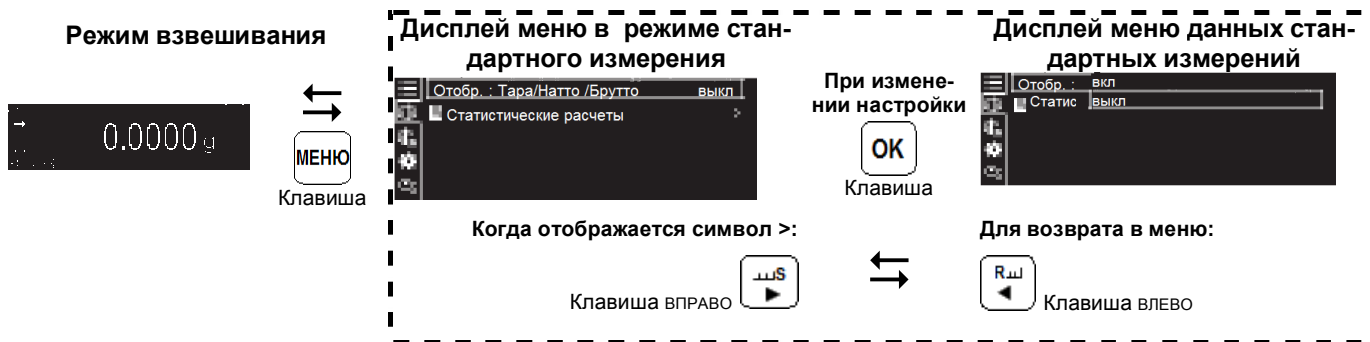 Режим взвешивания
0.0000 g
МЕНЮ
Клавиша
Дисплей меню в режиме стан-
дартного измерения
Отобр. : Тара/Натто /Брутто выкл
Статистические расчеты >
При измене-
нии настройки
OK
Клавиша
Дисплей меню данных стан-
дартных измерений
Отобр. : вкл
Статис выкл
Когда отображается символ >:
Клавиша ВПРАВО
S
Для возврата в меню:
R
Клавиша ВЛЕВО